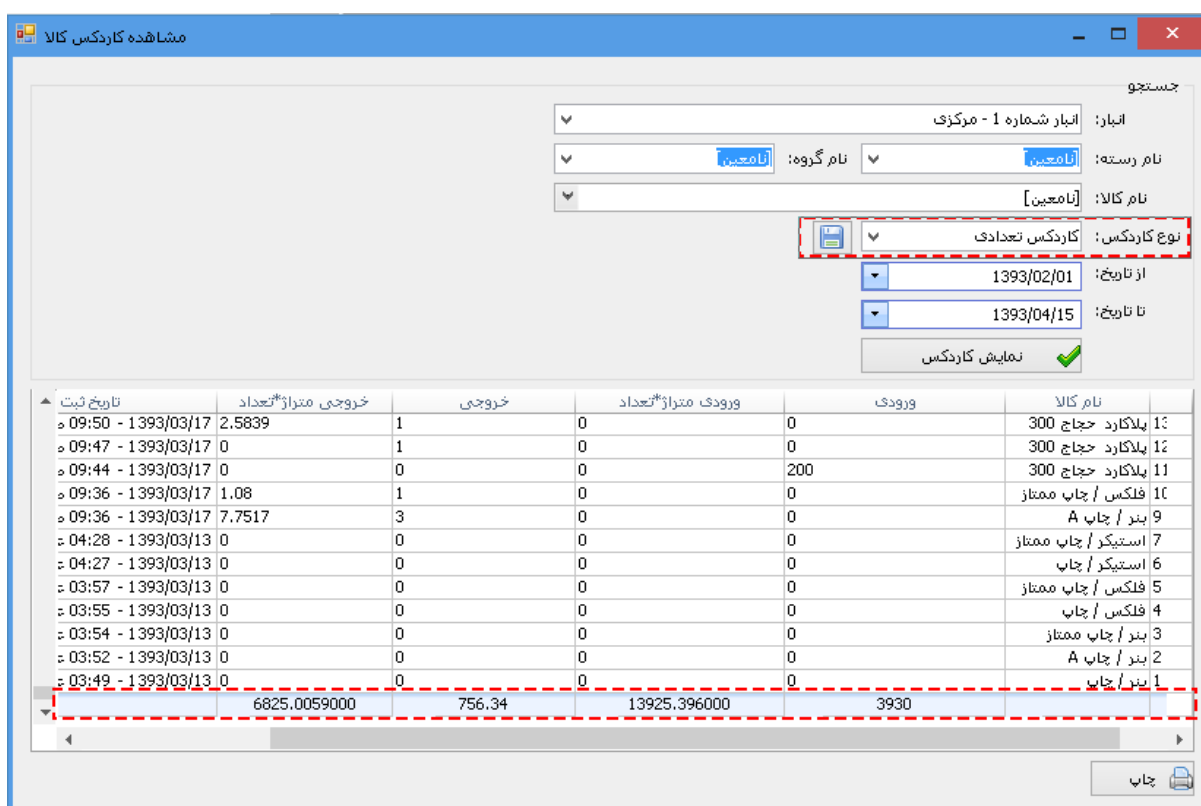 مشاهده کاردکس کالا
جستجو
انبار: انبار شماره 1 - مرکزی
نام رسته: [نامعین] نام گروه: [نامعین]
نام کالا: [نامعین]
نوع کاردکس: کاردکس تعدادی
از تاریخ: 1393/02/01
تا تاریخ: 1393/04/15
نمایش کاردکس
نام کالا ورودی ورودی متراژ*تعداد خروجی خروجی متراژ*تعداد تاریخ ثبت
13 پلاکارد حجاج 300 0 0 1 2.5839 1393/03/17 - 09:50
12 پلاکارد حجاج 300 0 0 1 0 1393/03/17 - 09:47
11 پلاکارد حجاج 300 200 0 0 0 1393/03/17 - 09:44
10 فلکس / چاپ ممتاز 0 0 1 1.08 1393/03/17 - 09:36
9 بنر / چاپ A 0 0 3 7.7517 1393/03/17 - 09:36
7 استیکر / چاپ ممتاز 0 0 0 0 1393/03/13 - 04:28
6 استیکر / چاپ 0 0 0 0 1393/03/13 - 04:27
5 فلکس / چاپ ممتاز 0 0 0 0 1393/03/13 - 03:57
4 فلکس / چاپ 0 0 0 0 1393/03/13 - 03:55
3 بنر / چاپ ممتاز 0 0 0 0 1393/03/13 - 03:54
2 بنر / چاپ A 0 0 0 0 1393/03/13 - 03:52
1 بنر / چاپ 0 0 0 0 1393/03/13 - 03:49
3930 13925.396000 756.34 6825.0059000
چاپ